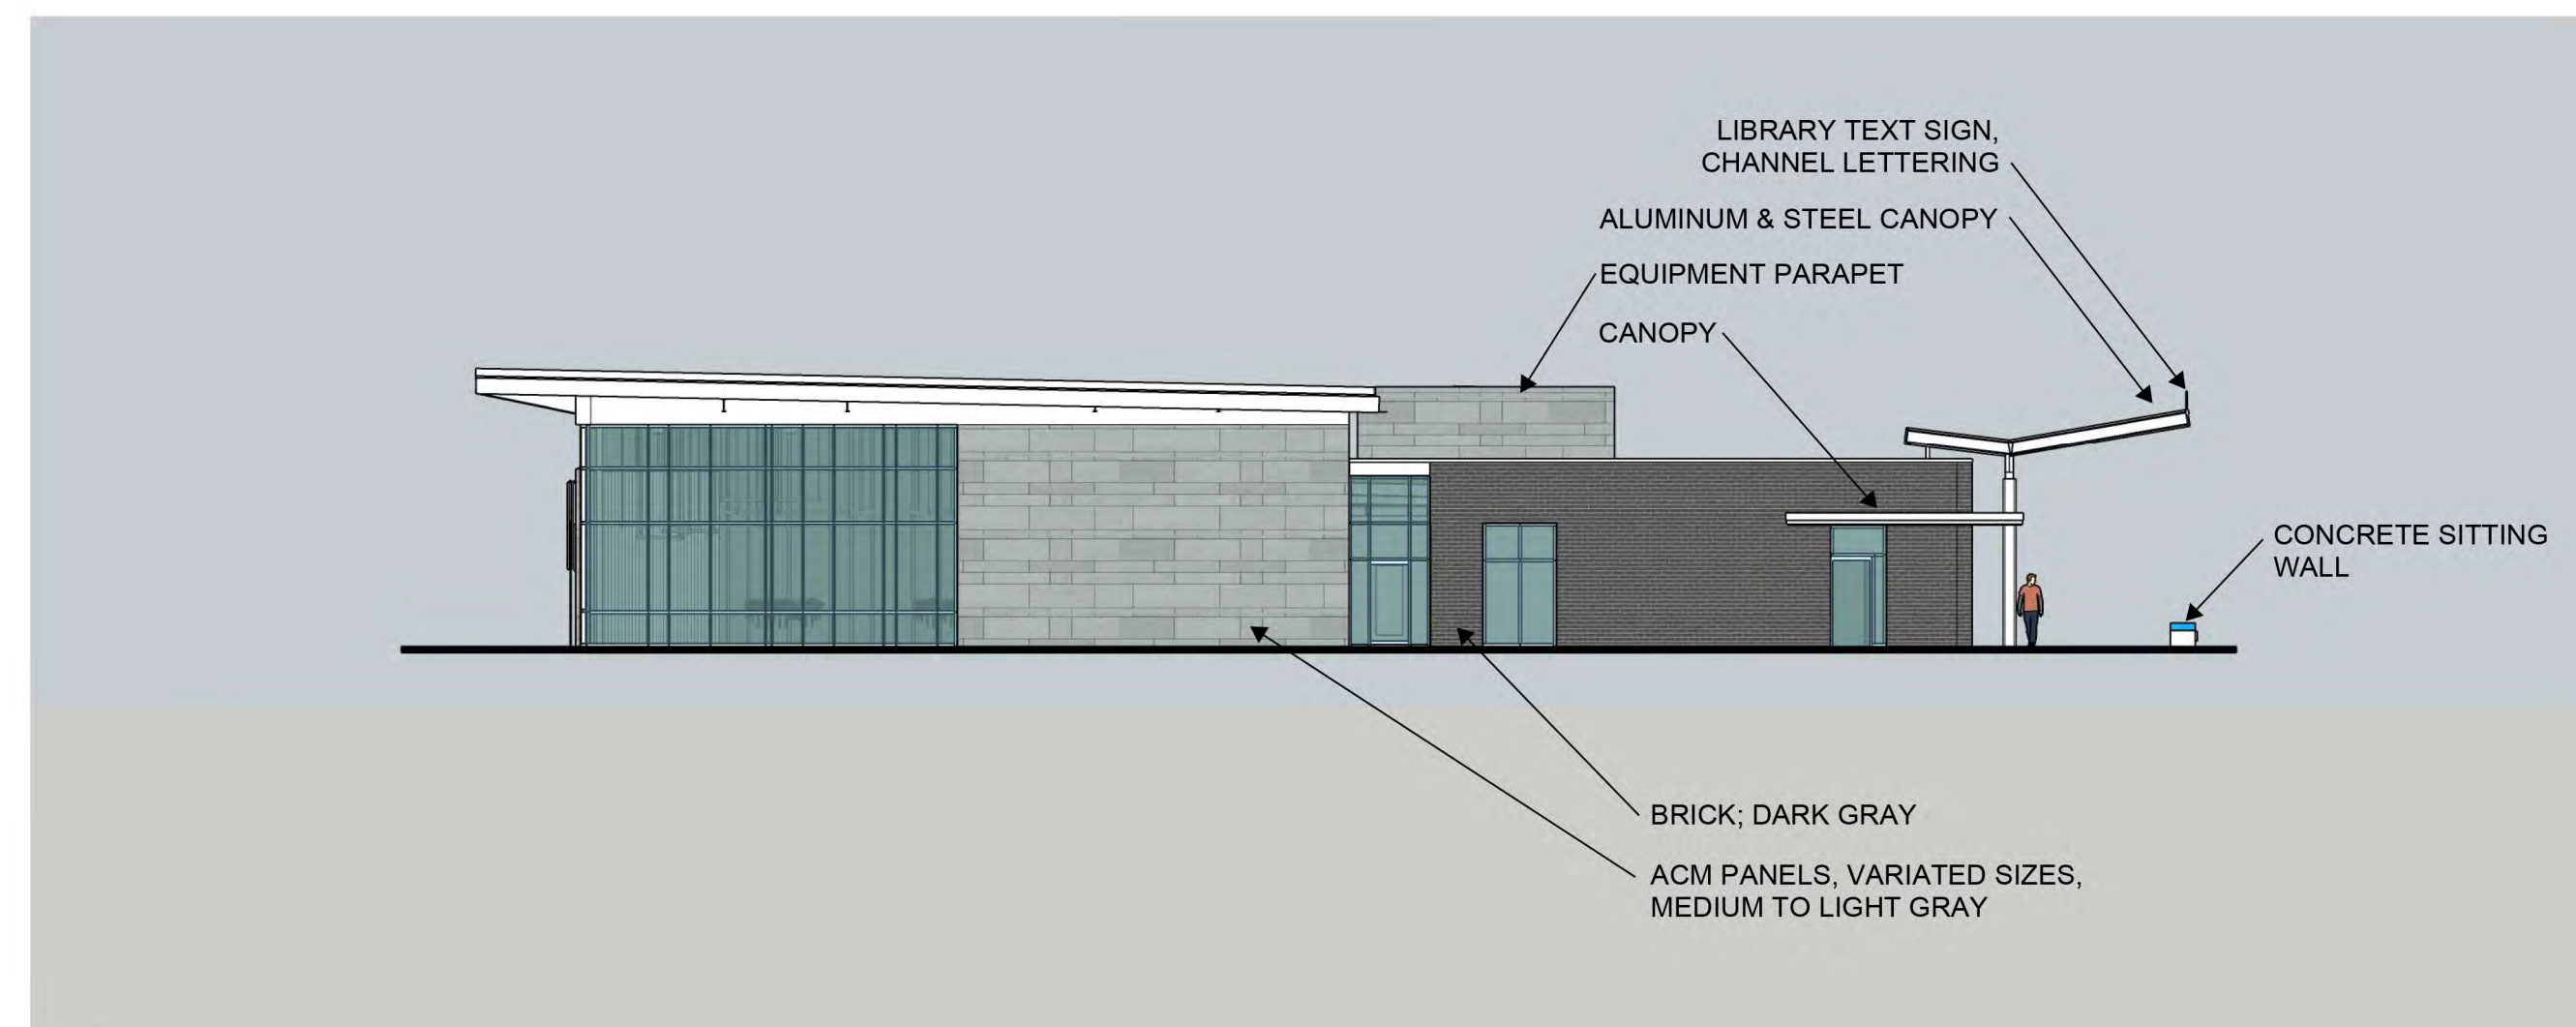 LIBRARY TEXT SIGN,
CHANNEL LETTERING
ALUMINUM & STEEL CANOPY
EQUIPMENT PARAPET
CANOPY
CONCRETE SITTING
WALL
BRICK; DARK GRAY
ACM PANELS, VARIATED SIZES,
MEDIUM TO LIGHT GRAY